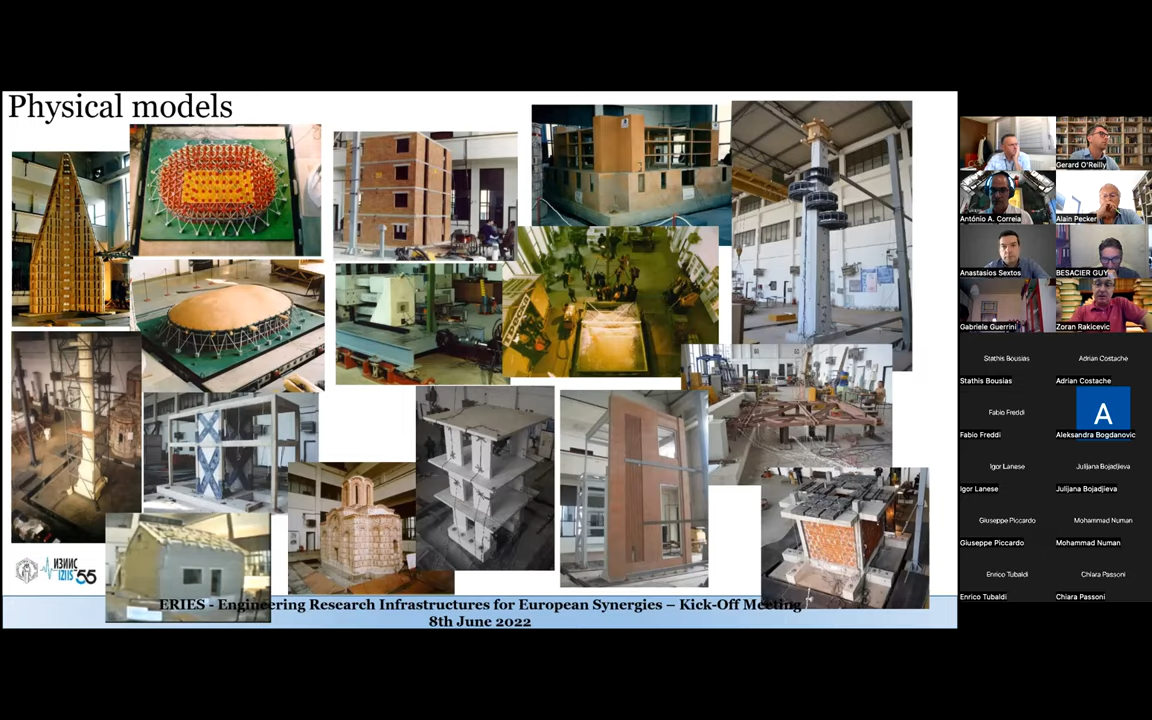 Physical models
ИЗИИС
IZIIS 55
ERIES - Engineering Research Infrastructures for European Synergies – Kick-Off Meeting
8th June 2022
Gerard O'Reilly
António A. Correia
Alain Pecker
Anastasios Sextos
BESACIER GUY
Gabriele Guerrini
Zoran Rakicevic
Stathis Bousias
Adrian Costache
Stathis Bousias
Adrian Costache
Fabio Freddi
A
Fabio Freddi
Aleksandra Bogdanovic
Igor Lanese
Julijana Bojadjieva
Igor Lanese
Julijana Bojadjieva
Giuseppe Piccardo
Mohammad Numan
Giuseppe Piccardo
Mohammad Numan
Enrico Tubaldi
Chiara Passoni
Enrico Tubaldi
Chiara Passoni